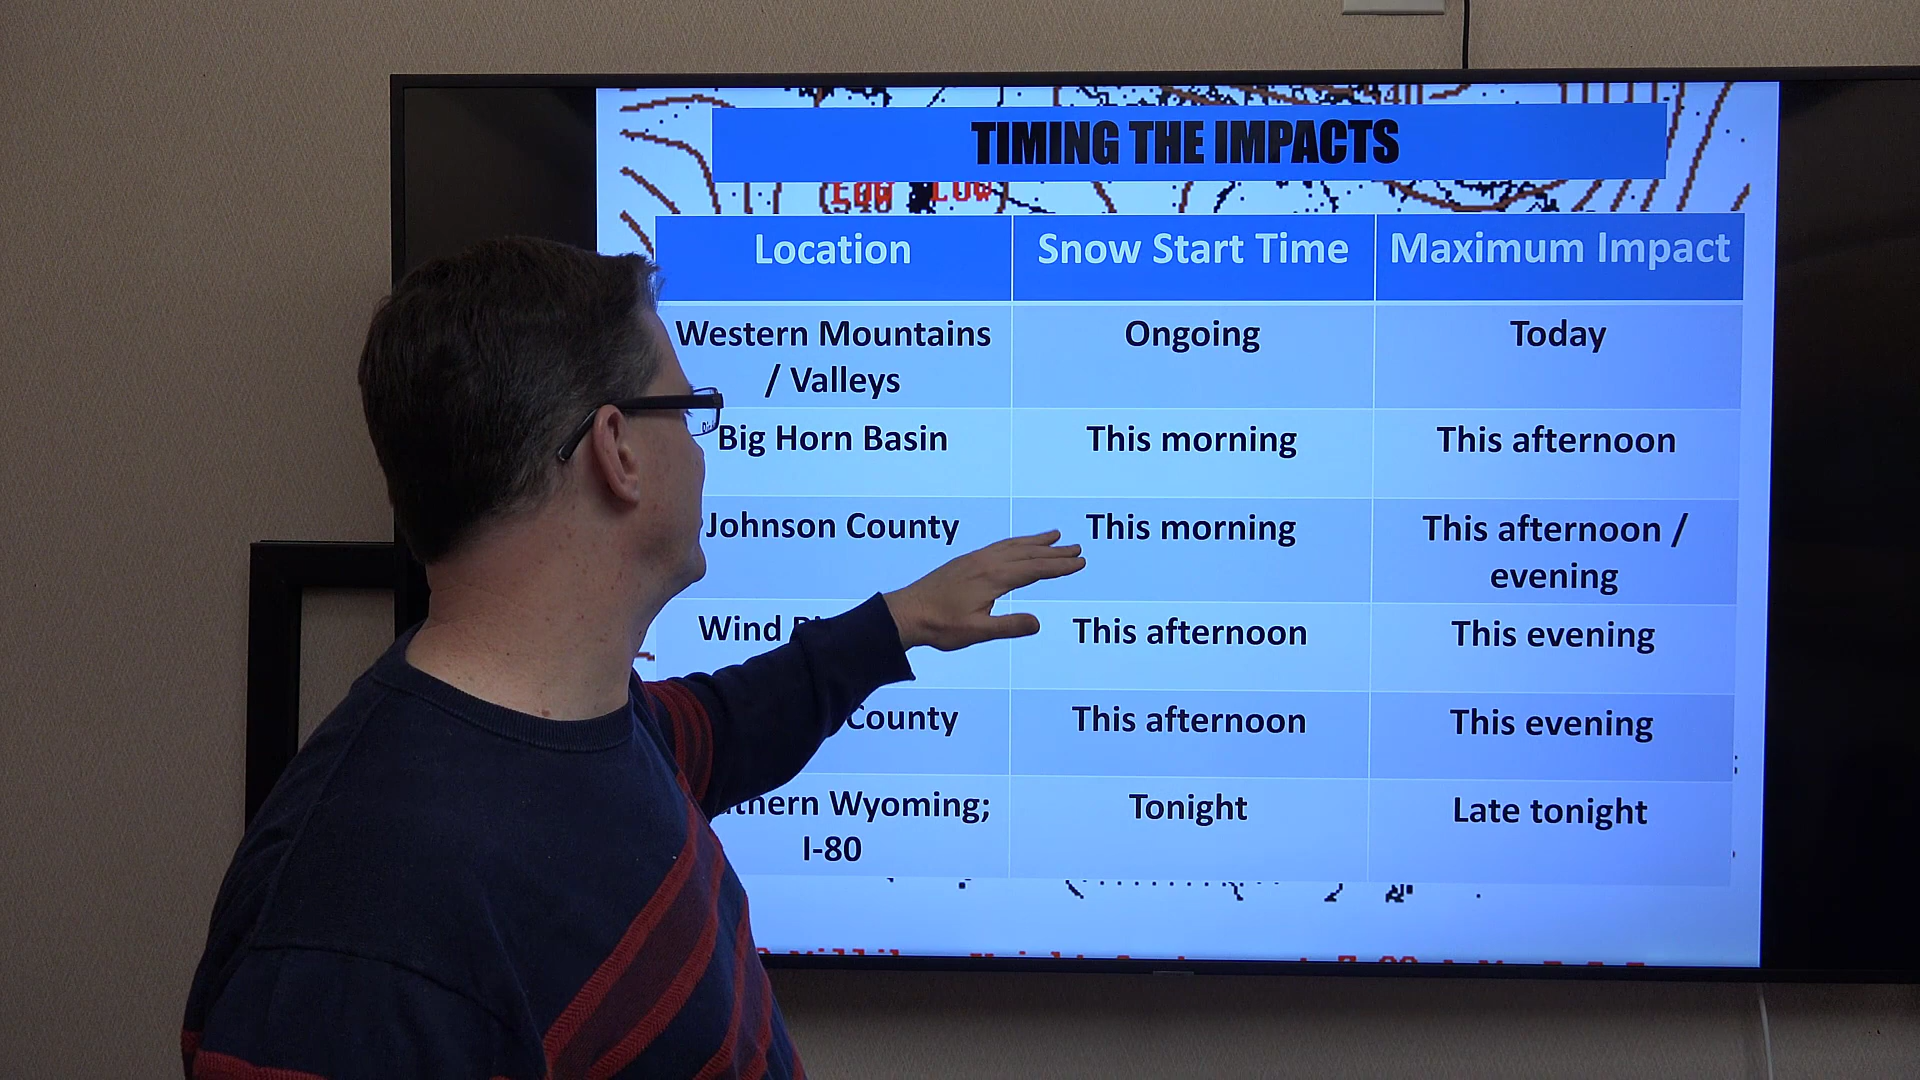 TIMING THE IMPACTS
LOW
Location Snow Start Time Maximum Impact
Western Mountains
/ Valleys
Ongoing
Today
Big Horn Basin
This morning
This afternoon
Johnson County
This morning
This afternoon /
evening
Wind
This afternoon
This evening
County
This afternoon
This evening
Wyoming;
I-80
Tonight
Late tonight